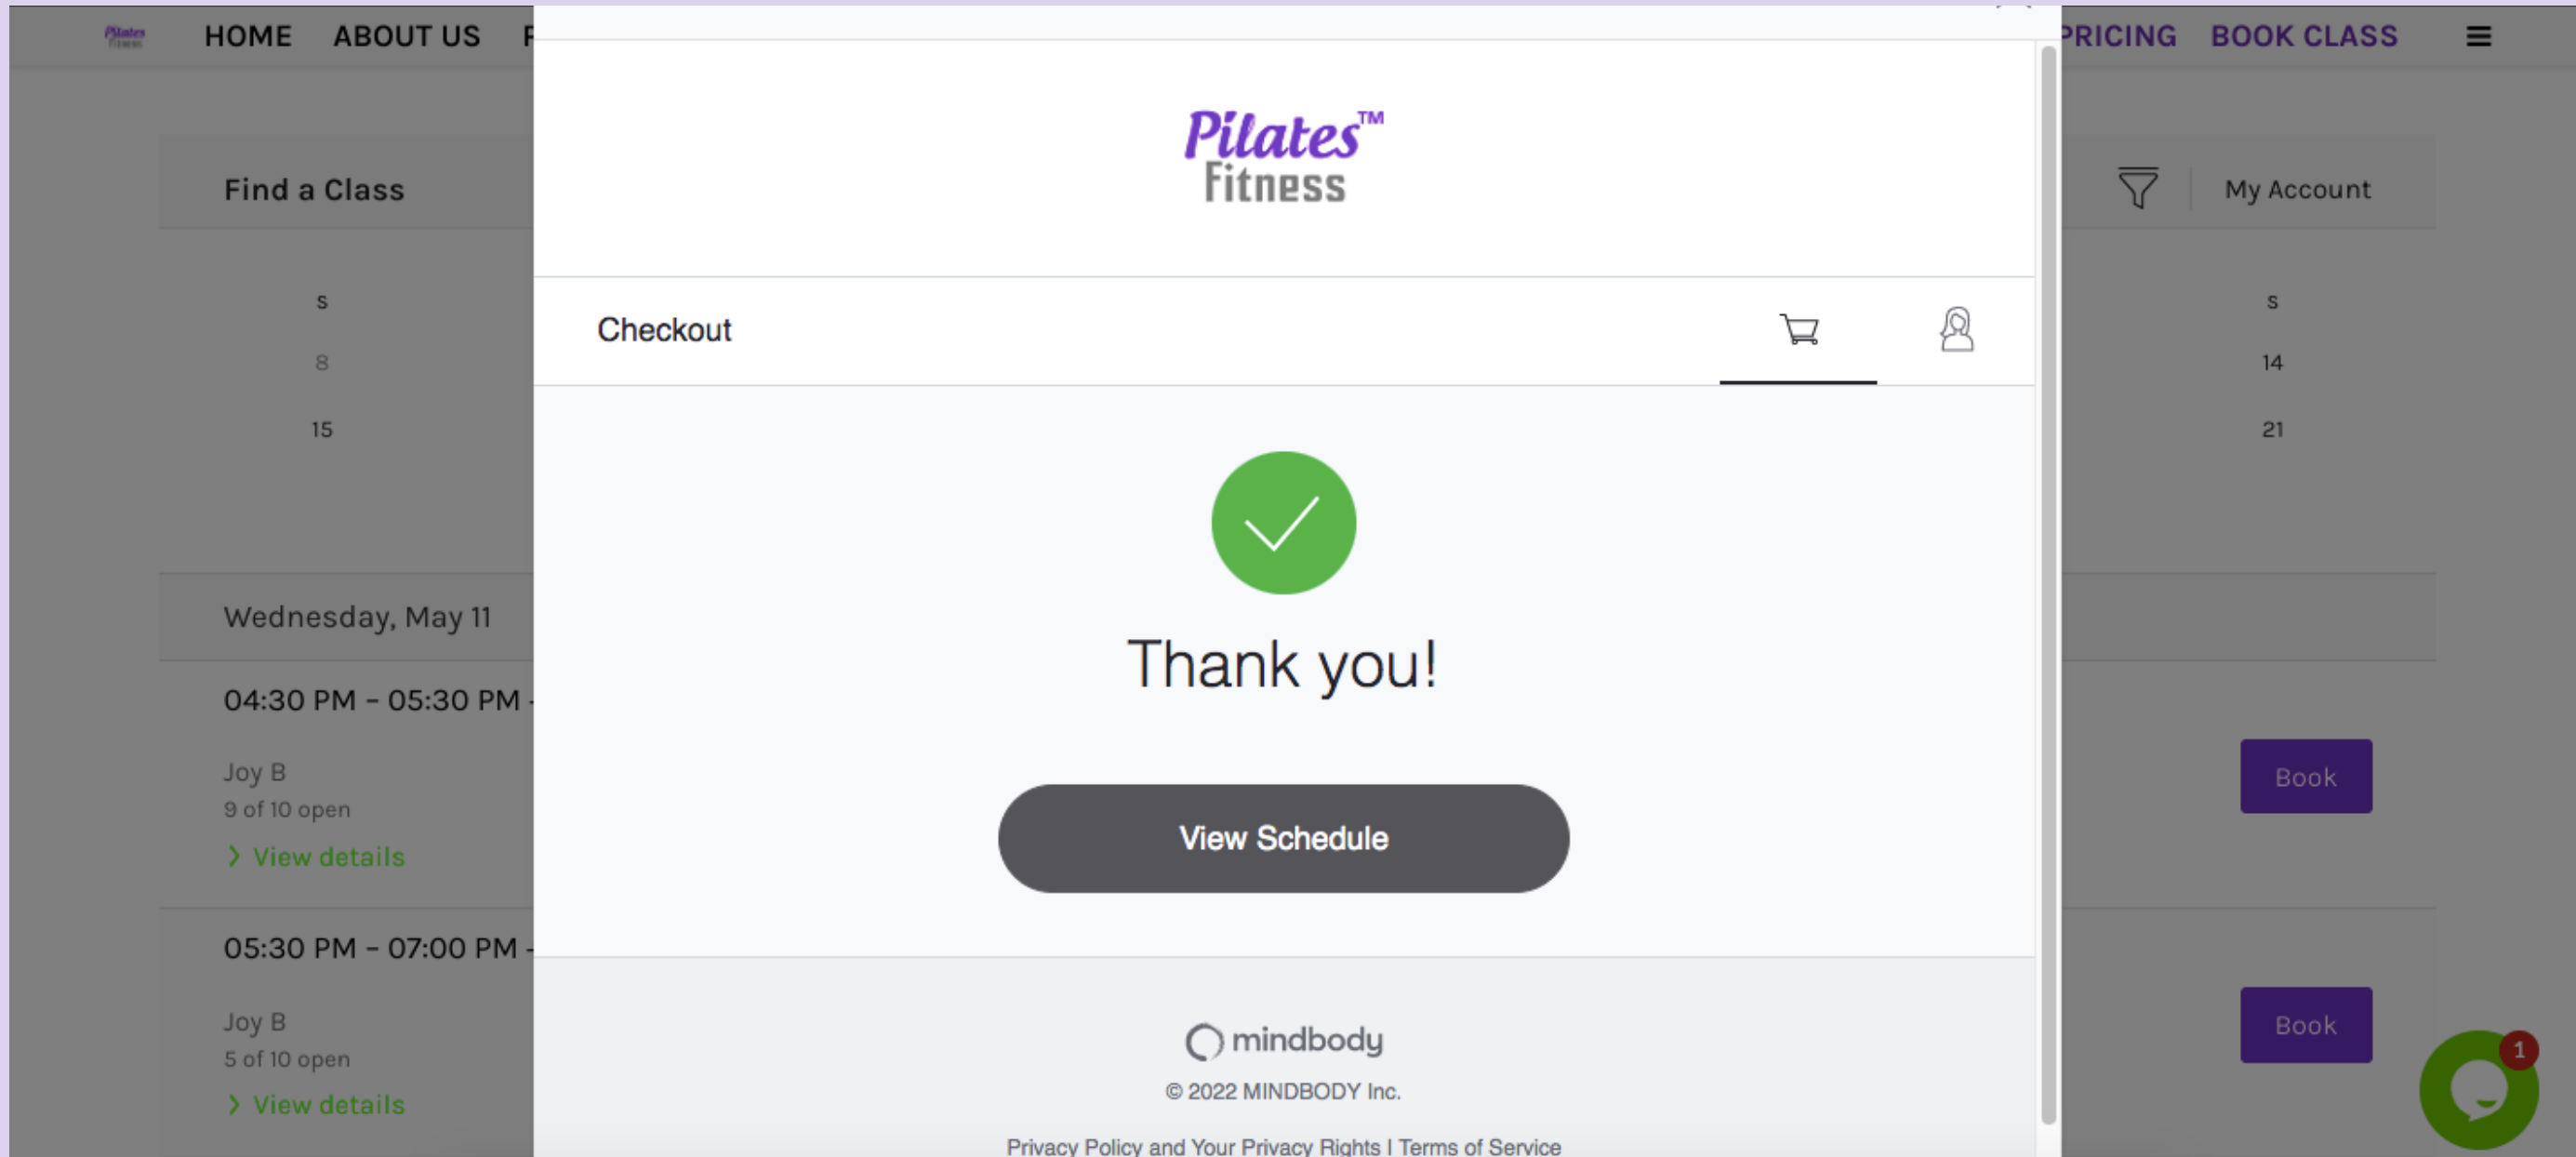 Pilates
Fitness
HOME ABOUT US
PRICING BOOK CLASS
Pilates™
Fitness
Find a Class
My Account
Checkout
S
8
15
S
14
21
Thank you!
View Schedule
Wednesday, May 11
04:30 PM – 05:30 PM -
Joy B
9 of 10 open
View details
Book
05:30 PM – 07:00 PM -
Joy B
5 of 10 open
View details
Book
1
mindbody
© 2022 MINDBODY Inc.
Privacy Policy and Your Privacy Rights | Terms of Service